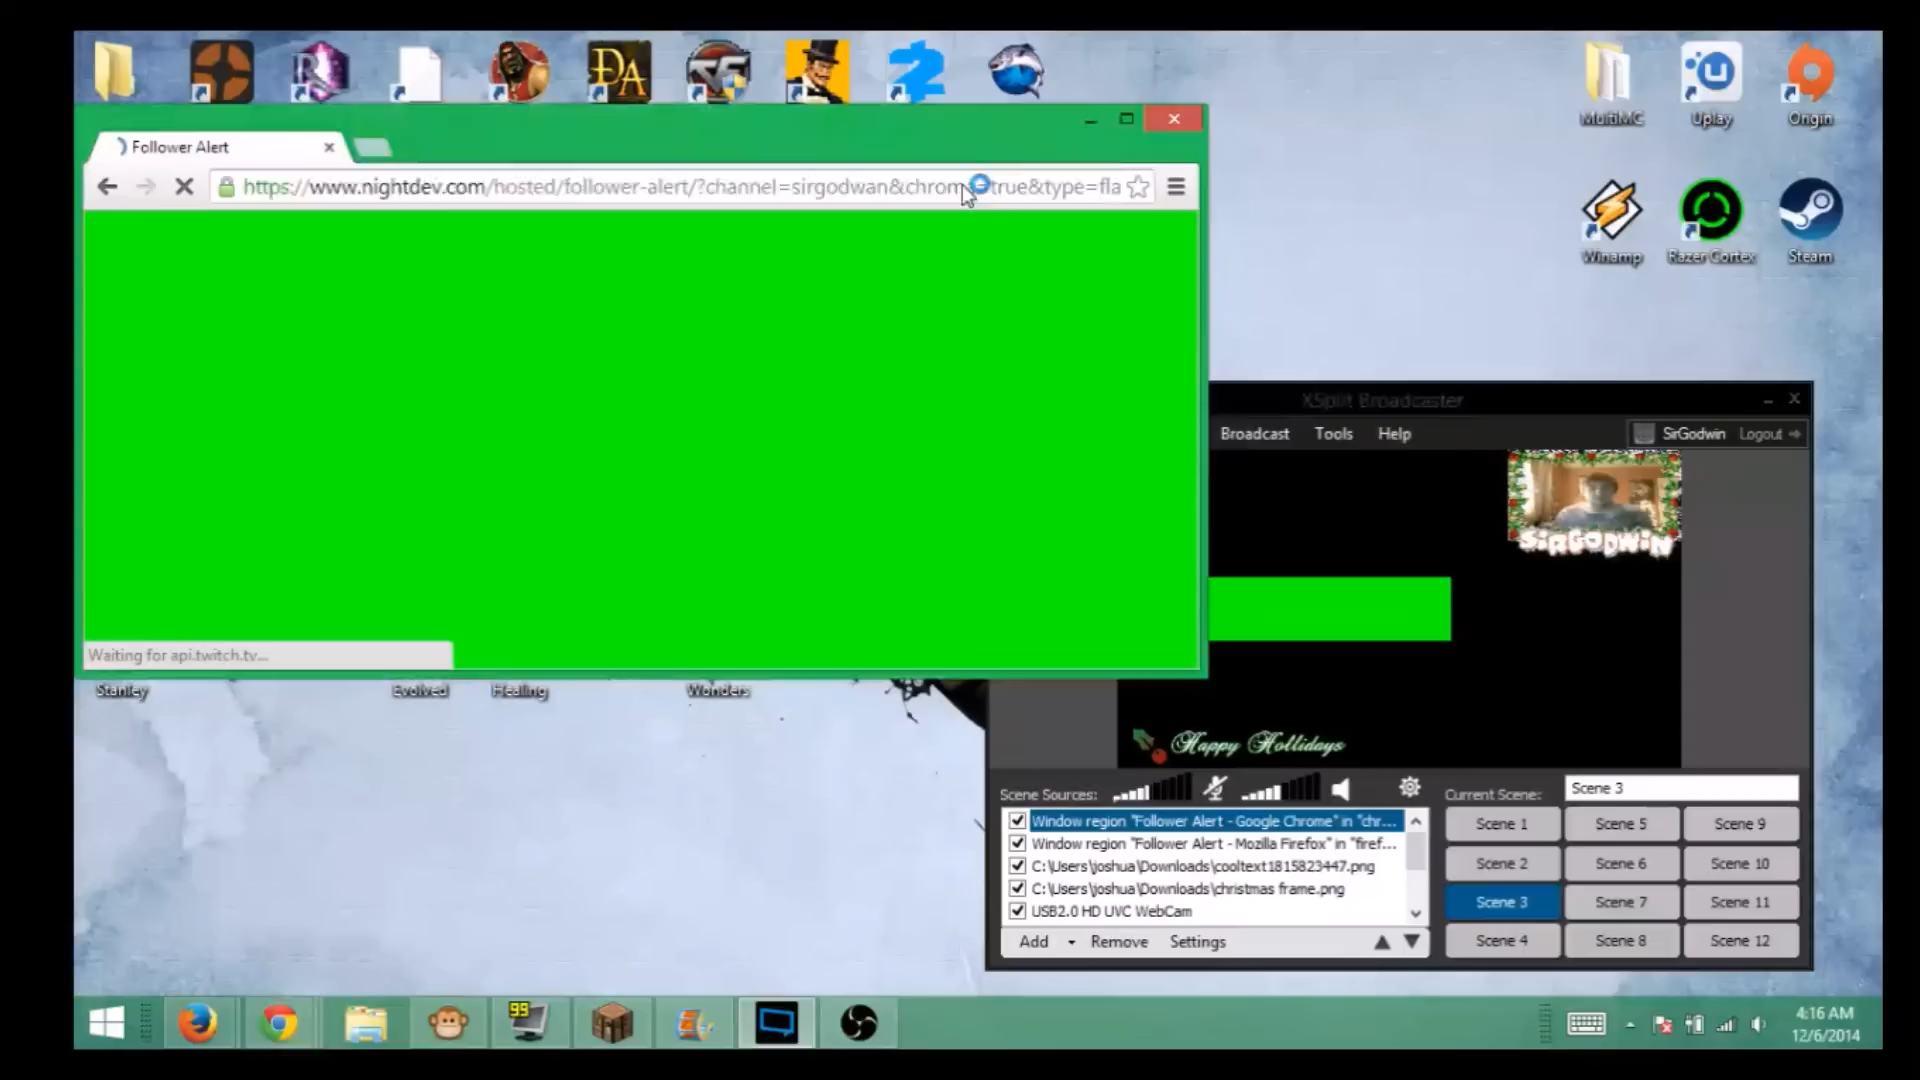 MultiMC
Uplay
Origin
Follower Alert
https://www.nightdev.com/hosted/follower-alert/?channel=sirgodwan&chrom true&type=fla
Winamp
Razer Cortex
Steam
XSplit Broadcaster
Broadcast Tools Help
SirGodwin Logout
SIRGODWIN
Waiting for api.twitch.tv...
Stanley
Evolved
Healing
Wonders
Happy Hollidays
Scene Sources:
Current Scene: Scene 3
Window region "Follower Alert - Google Chrome" in "chr...
Window region "Follower Alert - Mozilla Firefox" in "firef...
C:\Users\joshua\Downloads\cooltext1815823447.png
C:\Users\joshua\Downloads\christmas frame.png
USB2.0 HD UVC WebCam
Add Remove Settings
Scene 1 Scene 5 Scene 9
Scene 2 Scene 6 Scene 10
Scene 3 Scene 7 Scene 11
Scene 4 Scene 8 Scene 12
99
4:16 AM
12/6/2014